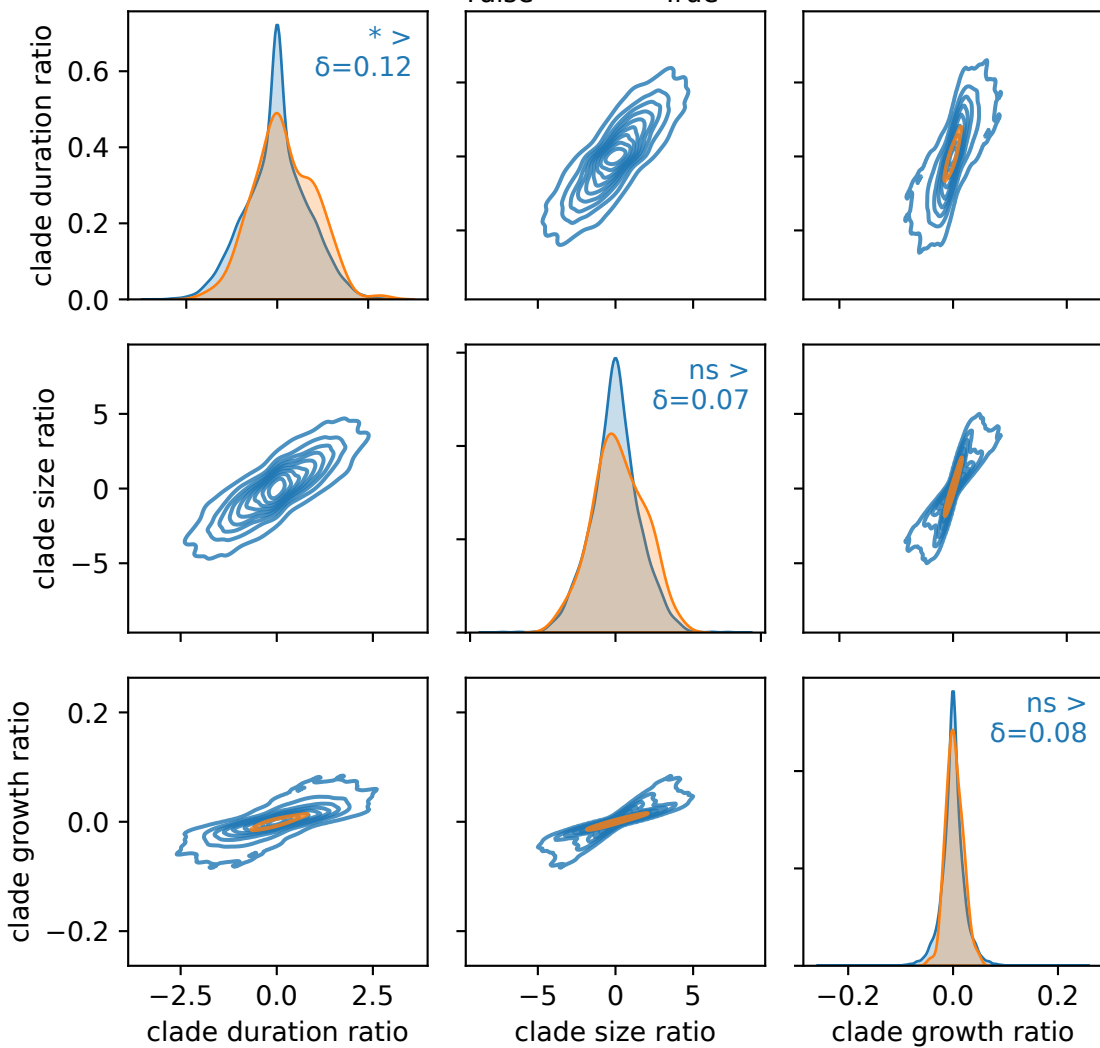 clade duration ratio
0.6
0.4
0.2
0.0
* >
δ=0.12
clade size ratio
5
0
−5
ns >
δ=0.07
clade growth ratio
0.2
0.0
−0.2
ns >
δ=0.08
−2.5 0.0 2.5
−5 0 5
−0.2 0.0 0.2
clade duration ratio
clade size ratio
clade growth ratio